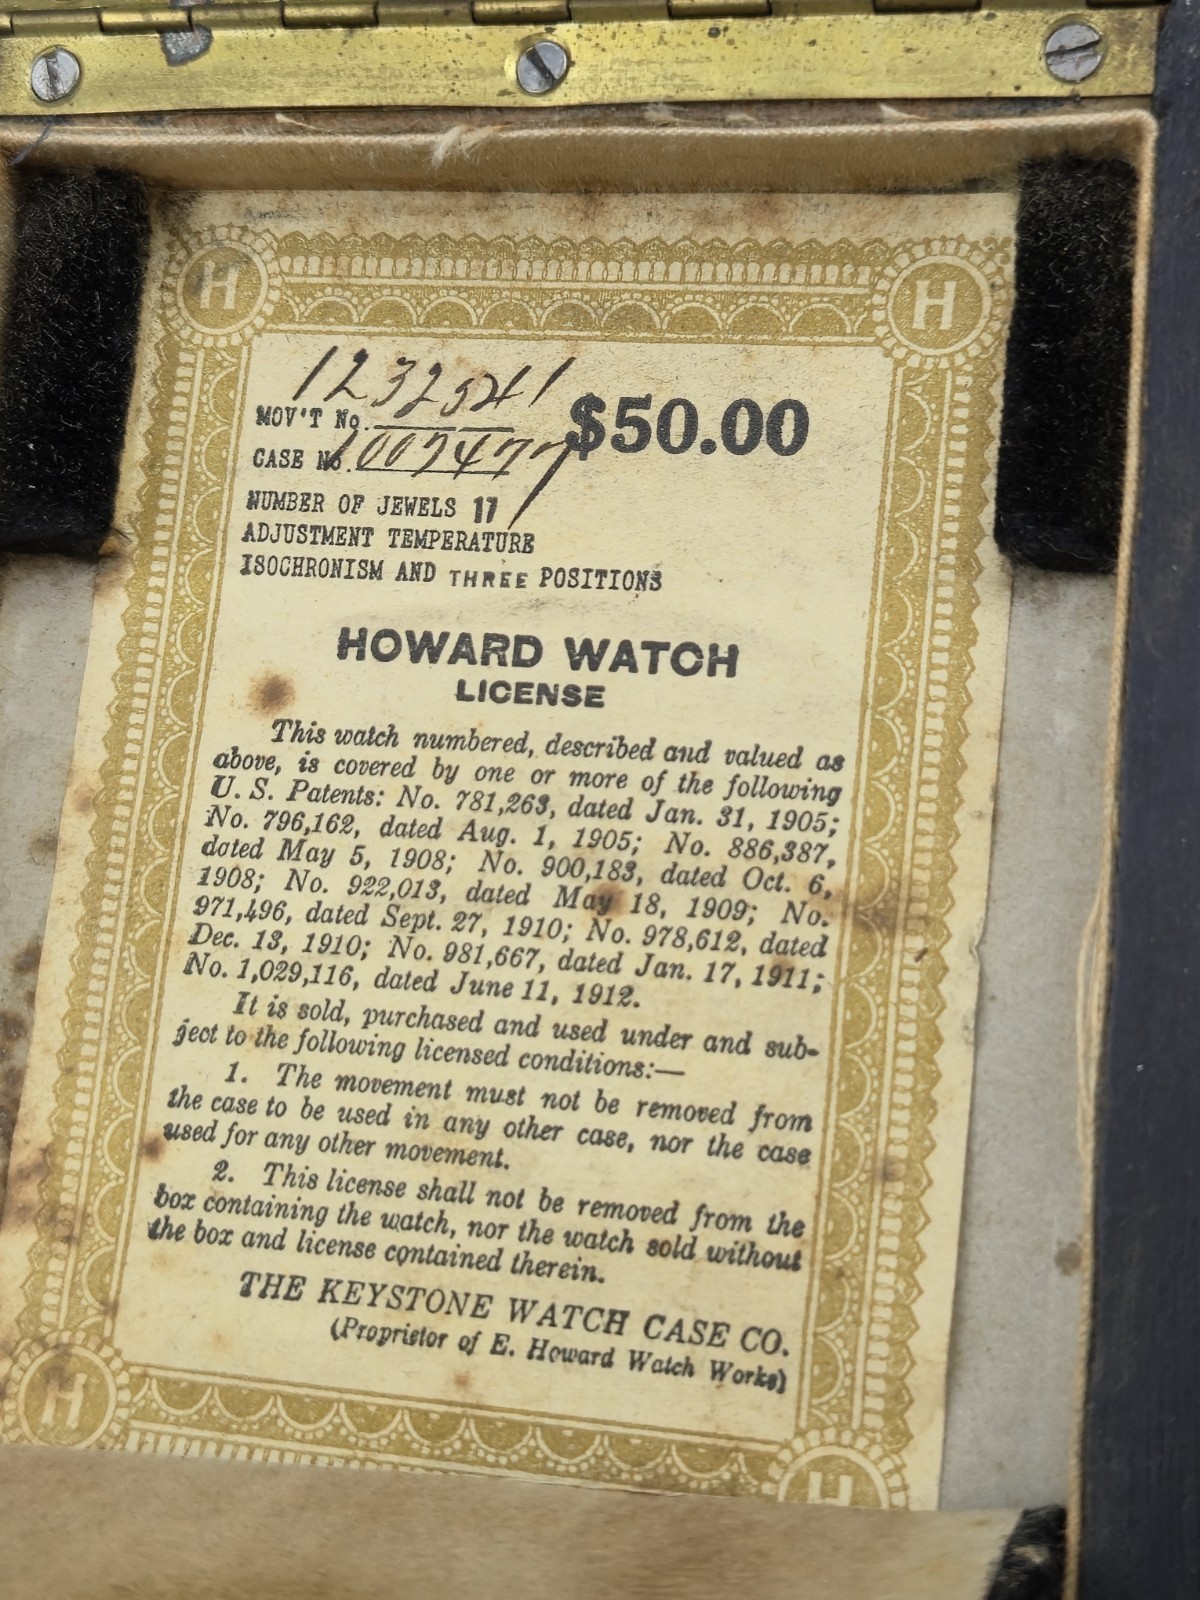 H H
1232541
MOV'T No.
$50.00
CASE No. 1007477
NUMBER OF JEWELS 17
ADJUSTMENT TEMPERATURE
ISOCHRONISM AND THREE POSITIONS
HOWARD WATCH
LICENSE
This watch numbered, described and valued as
above, is covered by one or more of the following
U. S. Patents: No. 781,263, dated Jan. 31, 1905;
No. 796,162, dated Aug. 1, 1905; No. 886,387,
dated May 5, 1908; No. 900,183, dated Oct. 6,
1908; No. 922,013, dated May 18, 1909; No.
971,496, dated Sept. 27, 1910; No. 978,612, dated
Dec. 13, 1910; No. 981,667, dated Jan. 17, 1911;
No. 1,029,116, dated June 11, 1912.
It is sold, purchased and used under and sub-
ject to the following licensed conditions:—
1. The movement must not be removed from
the case to be used in any other case, nor the case
used for any other movement.
2. This license shall not be removed from the
box containing the watch, nor the watch sold without
the box and license contained therein.
THE KEYSTONE WATCH CASE CO.
(Proprietor of E. Howard Watch Works)
H H